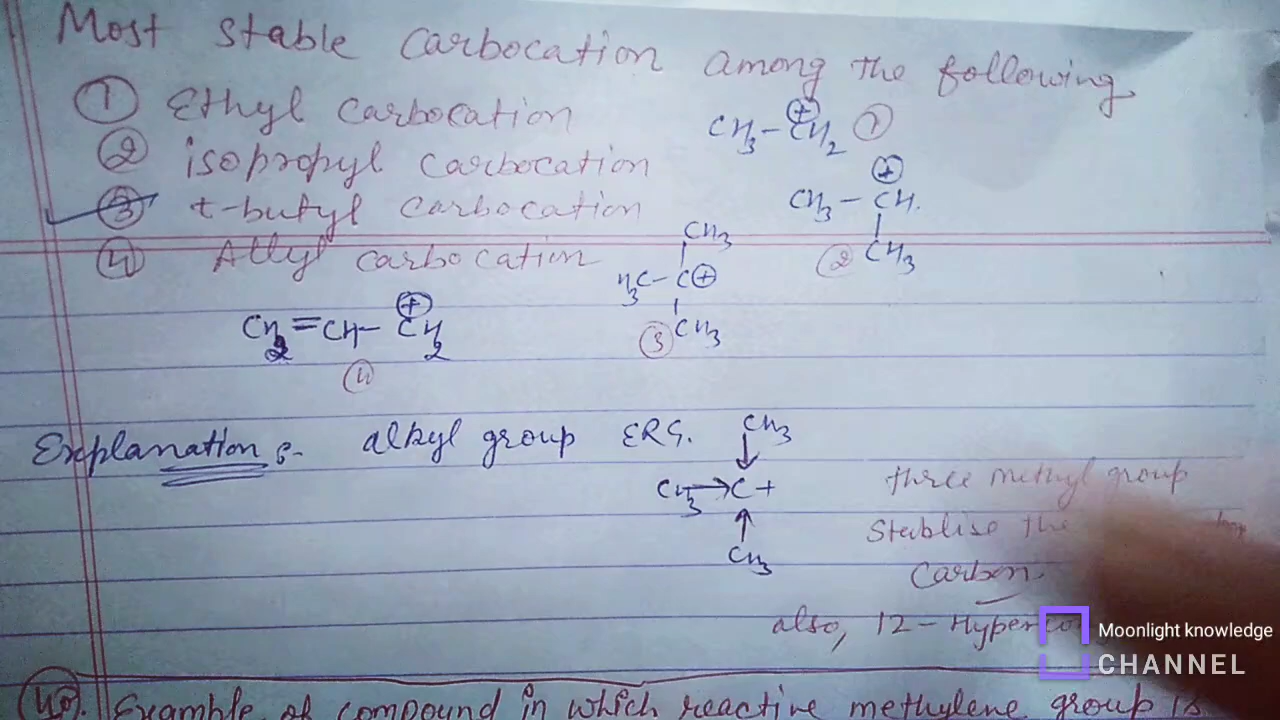 Most stable carbocation among the following
① Ethyl carbocation
CH3-CH2 ①
⊕
② isopropyl carbocation
⊕
CH3 - CH.
CH3
②
③ t-butyl carbocation
CH3
H3C- C⊕
CH3
③
④ Allyl carbocation
⊕
CH2=CH-CH2
④
Explanation :- alkyl group ERG.
CH3
CH3→C+
CH3
three methyl group
Stablise the
Carbon.
also, 12-
Moonlight knowledge
CHANNEL
Example of compound in which reactive methylene group is